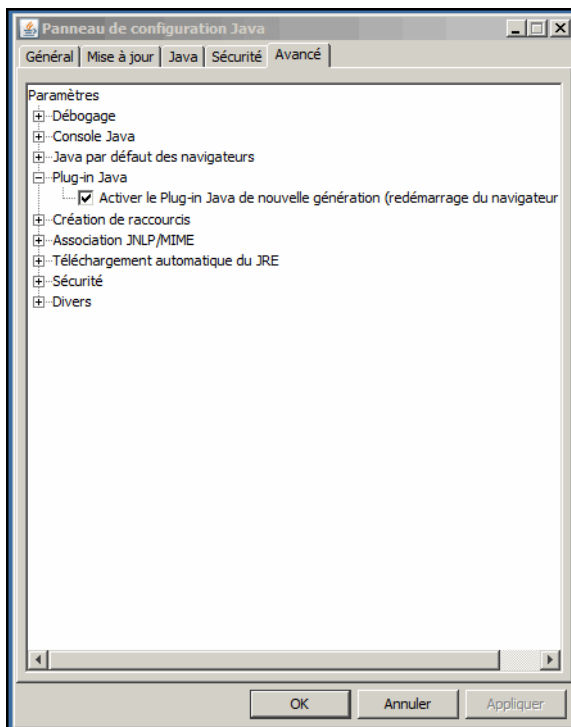 Panneau de configuration Java
Général Mise à jour Java Sécurité Avancé
Paramètres
Débogage
Console Java
Java par défaut des navigateurs
Plug-in Java
Activer le Plug-in Java de nouvelle génération (redémarrage du navigateur
Création de raccourcis
Association JNLP/MIME
Téléchargement automatique du JRE
Sécurité
Divers
OK Annuler Appliquer